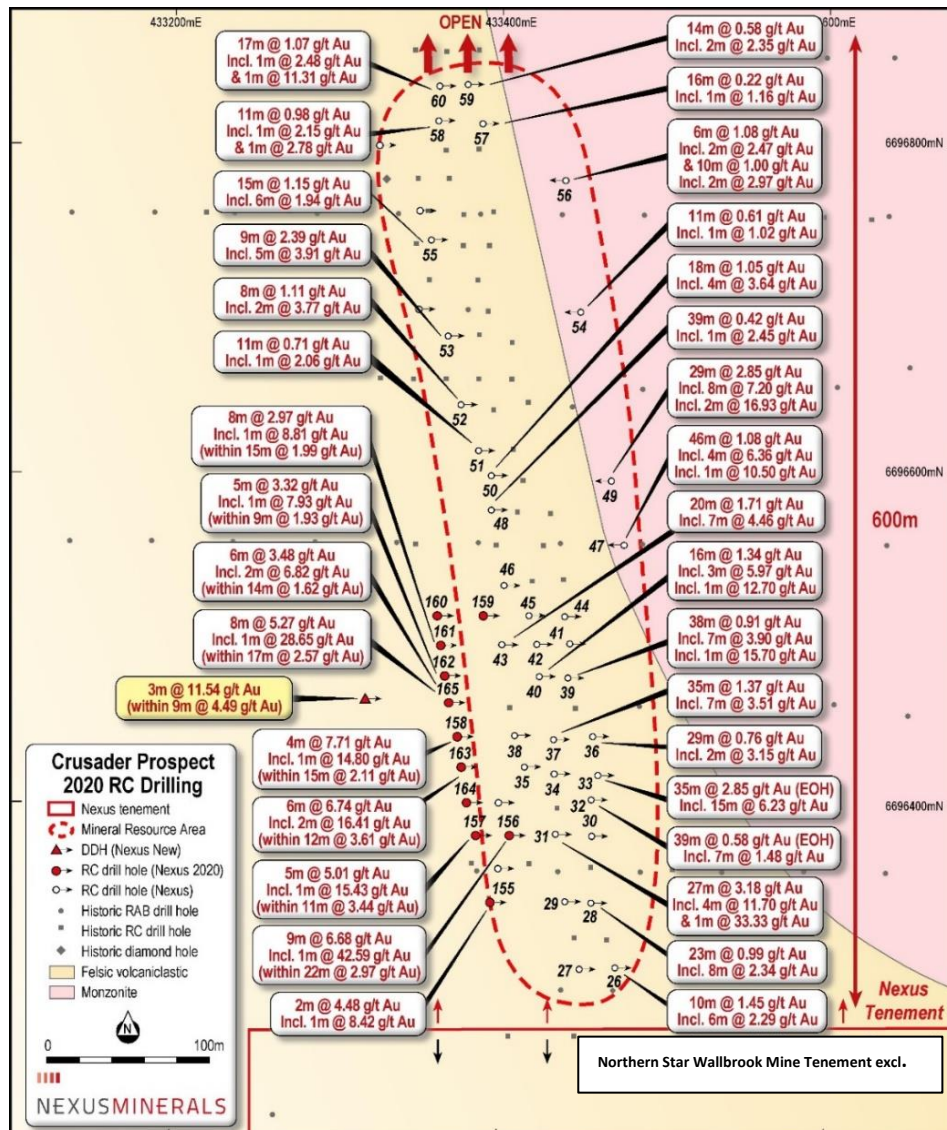 433200mE
433400mE
600mE
OPEN
17m @ 1.07 g/t Au
Incl. 1m @ 2.48 g/t Au
& 1m @ 11.31 g/t Au
11m @ 0.98 g/t Au
Incl. 1m @ 2.15 g/t Au
& 1m @ 2.78 g/t Au
15m @ 1.15 g/t Au
Incl. 6m @ 1.94 g/t Au
9m @ 2.39 g/t Au
Incl. 5m @ 3.91 g/t Au
8m @ 1.11 g/t Au
Incl. 2m @ 3.77 g/t Au
11m @ 0.71 g/t Au
Incl. 1m @ 2.06 g/t Au
8m @ 2.97 g/t Au
Incl. 1m @ 8.81 g/t Au
(within 15m @ 1.99 g/t Au)
5m @ 3.32 g/t Au
Incl. 1m @ 7.93 g/t Au
(within 9m @ 1.93 g/t Au)
6m @ 3.48 g/t Au
Incl. 2m @ 6.82 g/t Au
(within 14m @ 1.62 g/t Au)
8m @ 5.27 g/t Au
Incl. 1m @ 28.65 g/t Au
(within 17m @ 2.57 g/t Au)
3m @ 11.54 g/t Au
(within 9m @ 4.49 g/t Au)
4m @ 7.71 g/t Au
Incl. 1m @ 14.80 g/t Au
(within 15m @ 2.11 g/t Au)
6m @ 6.74 g/t Au
Incl. 2m @ 16.41 g/t Au
(within 12m @ 3.61 g/t Au)
5m @ 5.01 g/t Au
Incl. 1m @ 15.43 g/t Au
(within 11m @ 3.44 g/t Au)
9m @ 6.68 g/t Au
Incl. 1m @ 42.59 g/t Au
(within 22m @ 2.97 g/t Au)
2m @ 4.48 g/t Au
Incl. 1m @ 8.42 g/t Au
60
59
58
57
56
55
54
53
52
51
50
49
48
47
46
160
159
45
44
161
43
42
41
162
40
39
165
158
38
37
36
163
35
34
33
164
32
157
156
31
30
155
29
28
27
26
14m @ 0.58 g/t Au
Incl. 2m @ 2.35 g/t Au
16m @ 0.22 g/t Au
Incl. 1m @ 1.16 g/t Au
6m @ 1.08 g/t Au
Incl. 2m @ 2.47 g/t Au
& 10m @ 1.00 g/t Au
Incl. 2m @ 2.97 g/t Au
11m @ 0.61 g/t Au
Incl. 1m @ 1.02 g/t Au
18m @ 1.05 g/t Au
Incl. 4m @ 3.64 g/t Au
39m @ 0.42 g/t Au
Incl. 1m @ 2.45 g/t Au
29m @ 2.85 g/t Au
Incl. 8m @ 7.20 g/t Au
Incl. 2m @ 16.93 g/t Au
46m @ 1.08 g/t Au
Incl. 4m @ 6.36 g/t Au
Incl. 1m @ 10.50 g/t Au
20m @ 1.71 g/t Au
Incl. 7m @ 4.46 g/t Au
16m @ 1.34 g/t Au
Incl. 3m @ 5.97 g/t Au
Incl. 1m @ 12.70 g/t Au
38m @ 0.91 g/t Au
Incl. 7m @ 3.90 g/t Au
Incl. 1m @ 15.70 g/t Au
35m @ 1.37 g/t Au
Incl. 7m @ 3.51 g/t Au
29m @ 0.76 g/t Au
Incl. 2m @ 3.15 g/t Au
35m @ 2.85 g/t Au (EOH)
Incl. 15m @ 6.23 g/t Au
39m @ 0.58 g/t Au (EOH)
Incl. 7m @ 1.48 g/t Au
27m @ 3.18 g/t Au
Incl. 4m @ 11.70 g/t Au
& 1m @ 33.33 g/t Au
23m @ 0.99 g/t Au
Incl. 8m @ 2.34 g/t Au
10m @ 1.45 g/t Au
Incl. 6m @ 2.29 g/t Au
6696800mN
6696600mN
6696400mN
600m
Nexus
Tenement
Northern Star Wallbrook Mine Tenement excl.
Crusader Prospect
2020 RC Drilling
Nexus tenement
Mineral Resource Area
DDH (Nexus New)
RC drill hole (Nexus 2020)
RC drill hole (Nexus)
Historic RAB drill hole
Historic RC drill hole
Historic diamond hole
Felsic volcaniclastic
Monzonite
N
0
100m
NEXUSMINERALS